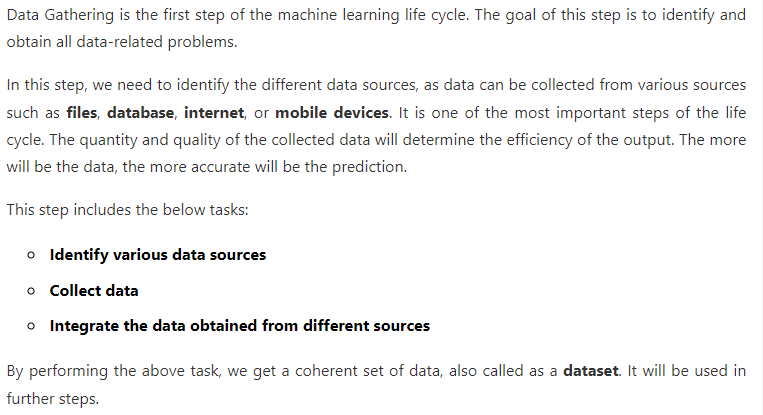 Data Gathering is the first step of the machine learning life cycle. The goal of this step is to identify and
obtain all data-related problems.
In this step, we need to identify the different data sources, as data can be collected from various sources
such as files, database, internet, or mobile devices. It is one of the most important steps of the life
cycle. The quantity and quality of the collected data will determine the efficiency of the output. The more
will be the data, the more accurate will be the prediction.
This step includes the below tasks:
Identify various data sources
Collect data
Integrate the data obtained from different sources
By performing the above task, we get a coherent set of data, also called as a dataset. It will be used in
further steps.